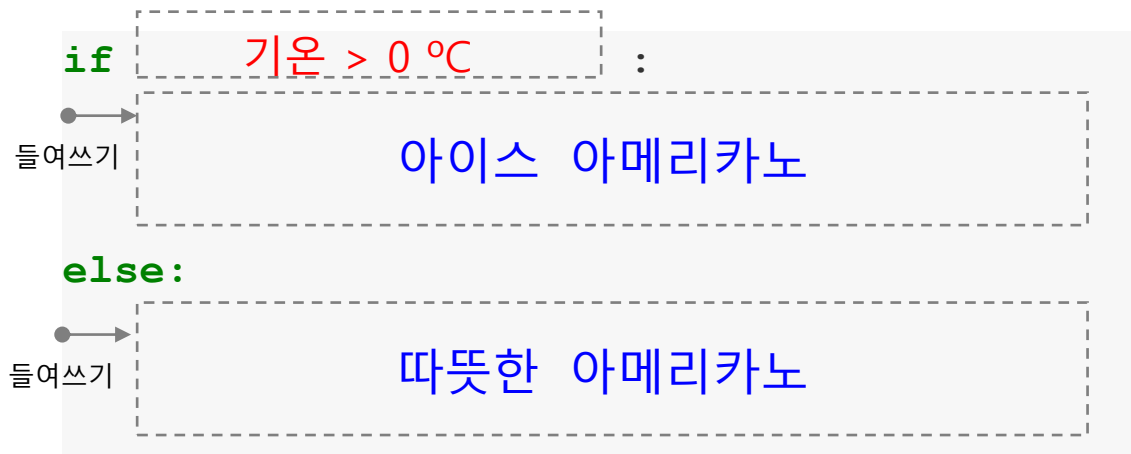 if 기온 > 0 ºC :
들여쓰기
아이스 아메리카노
else:
들여쓰기
따뜻한 아메리카노